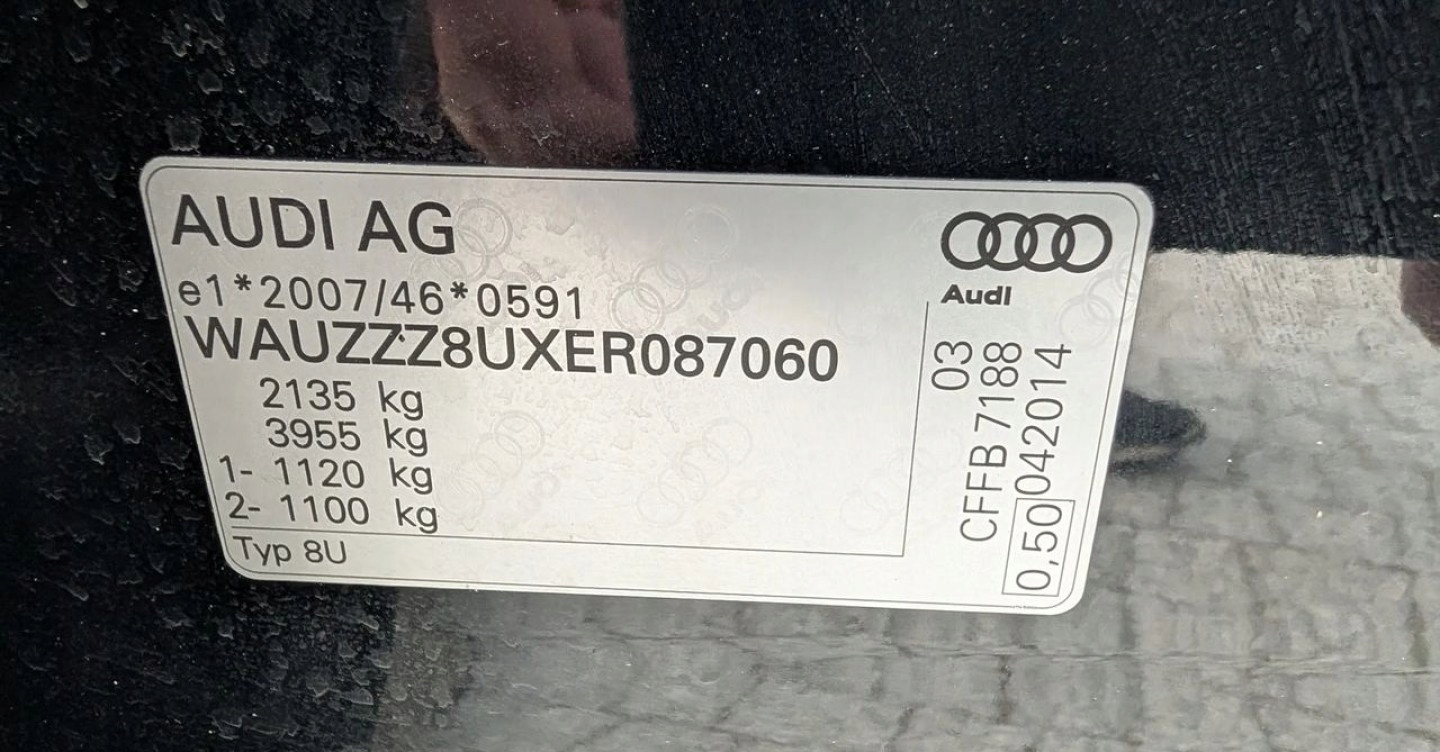 AUDI AG
e1*2007/46*0591
WAUZZZ8UXER087060
2135 kg
3955 kg
1- 1120 kg
2- 1100 kg
Typ 8U
Audi
03
CFFB 7188
0,50 042014